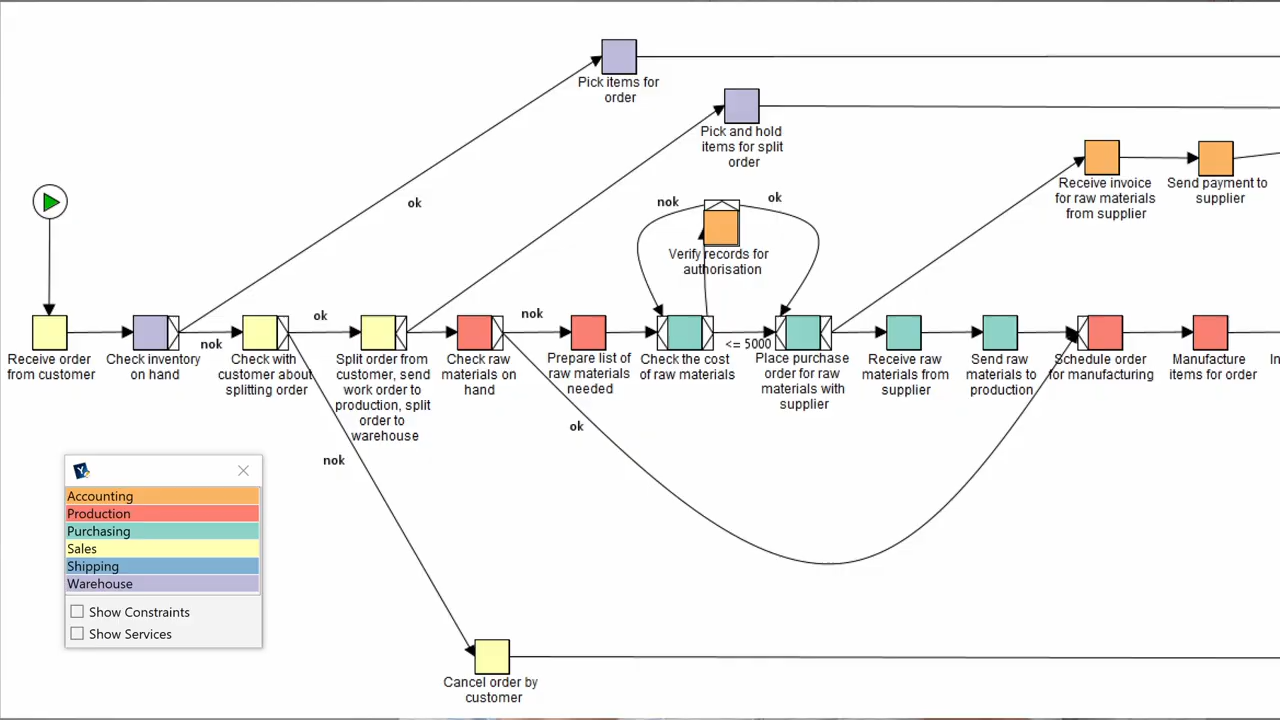 Pick items for
order
Pick and hold
items for split
order
Receive invoice
for raw materials
from supplier
Send payment to
supplier
ok
nok
ok
Verify records for
authorisation
Receive order
from customer
Check inventory
on hand
nok
Check with
customer about
splitting order
ok
Split order from
customer, send
work order to
production, split
order to
warehouse
Check raw
materials on
hand
nok
Prepare list of
raw materials
needed
Check the cost
of raw materials
<= 5000
Place purchase
order for raw
materials with
supplier
Receive raw
materials from
supplier
Send raw
materials to
production
Schedule order
for manufacturing
Manufacture
items for order
In
ok
nok
Cancel order by
customer
Accounting
Production
Purchasing
Sales
Shipping
Warehouse
Show Constraints
Show Services